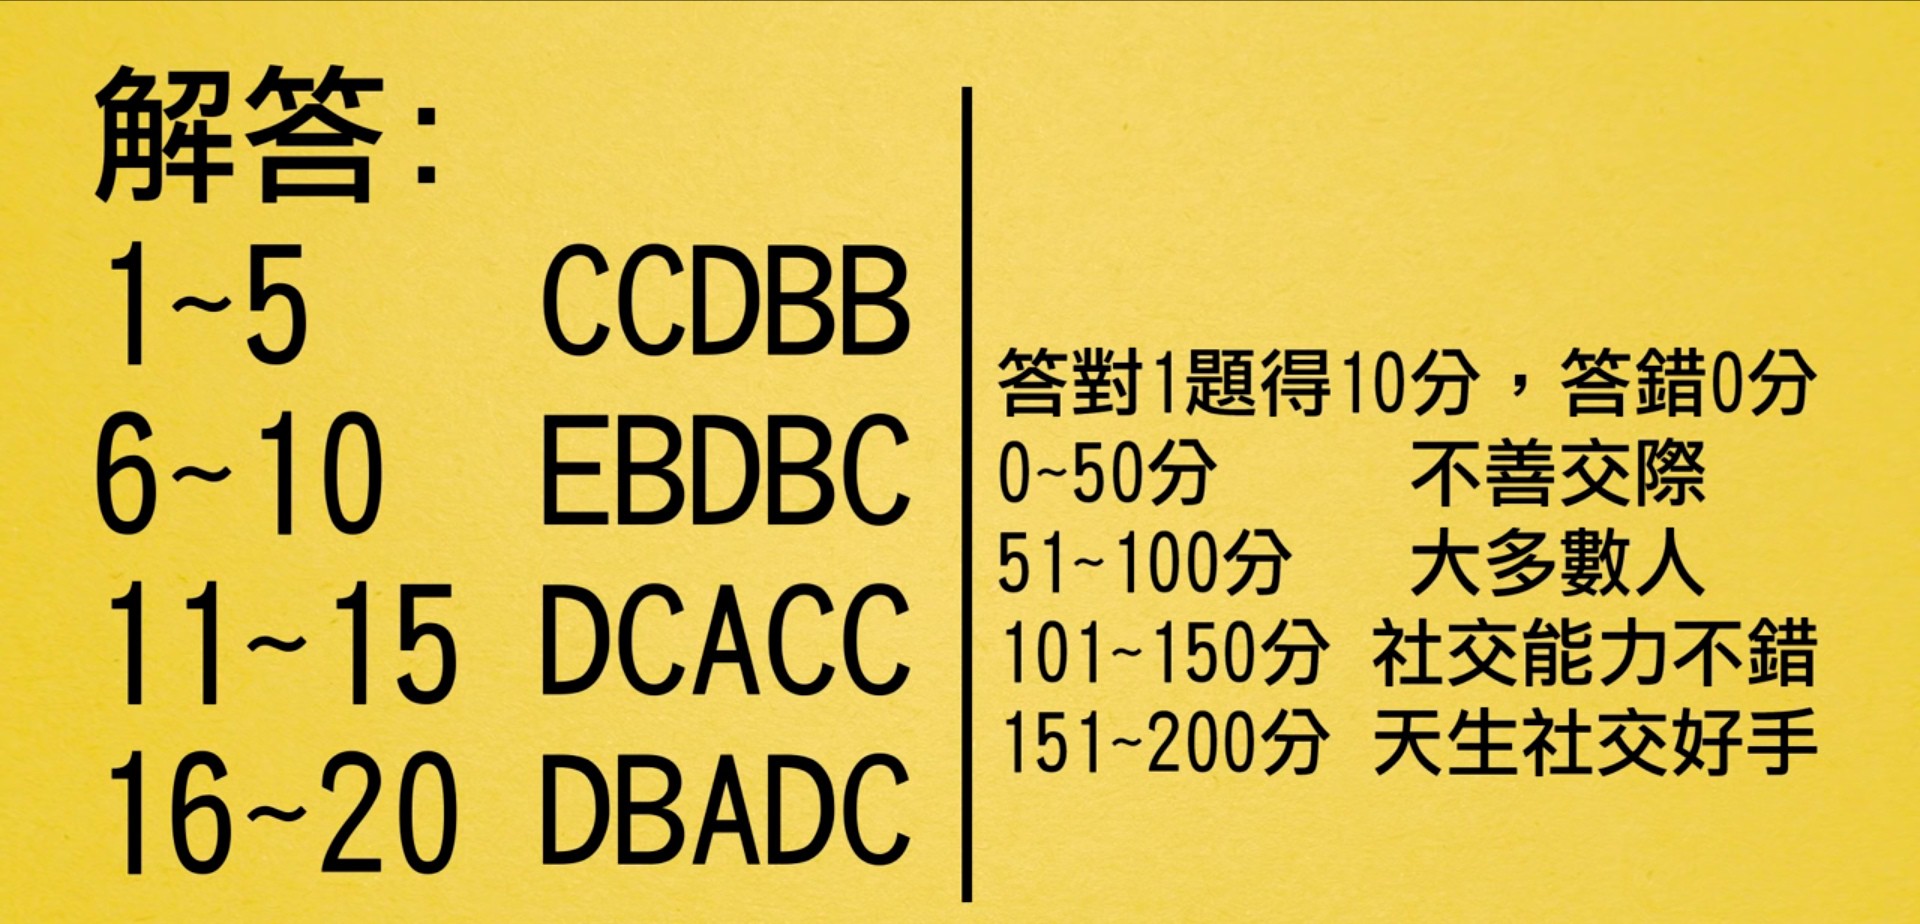 解答:
1~5 CCDBB
6~10 EBDBC
11~15 DCACC
16~20 DBADC
答對1題得10分，答錯0分
0~50分 不善交際
51~100分 大多數人
101~150分 社交能力不錯
151~200分 天生社交好手